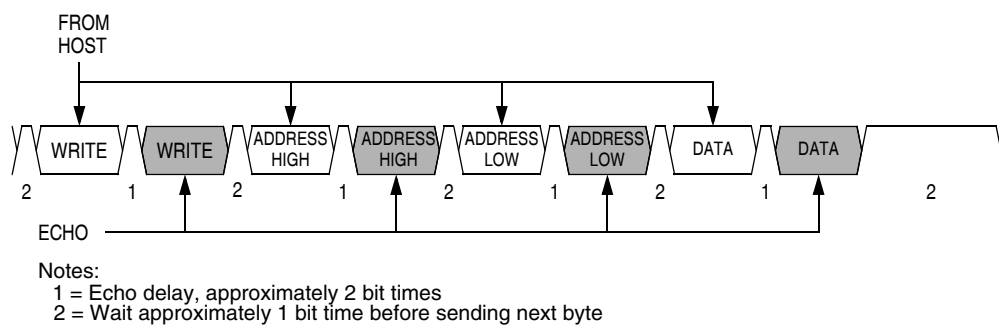 FROM
HOST
WRITE WRITE ADDRESS HIGH ADDRESS HIGH ADDRESS LOW ADDRESS LOW DATA DATA
2 1 2 1 2 1 2 1 2
ECHO
Notes:
1 = Echo delay, approximately 2 bit times
2 = Wait approximately 1 bit time before sending next byte